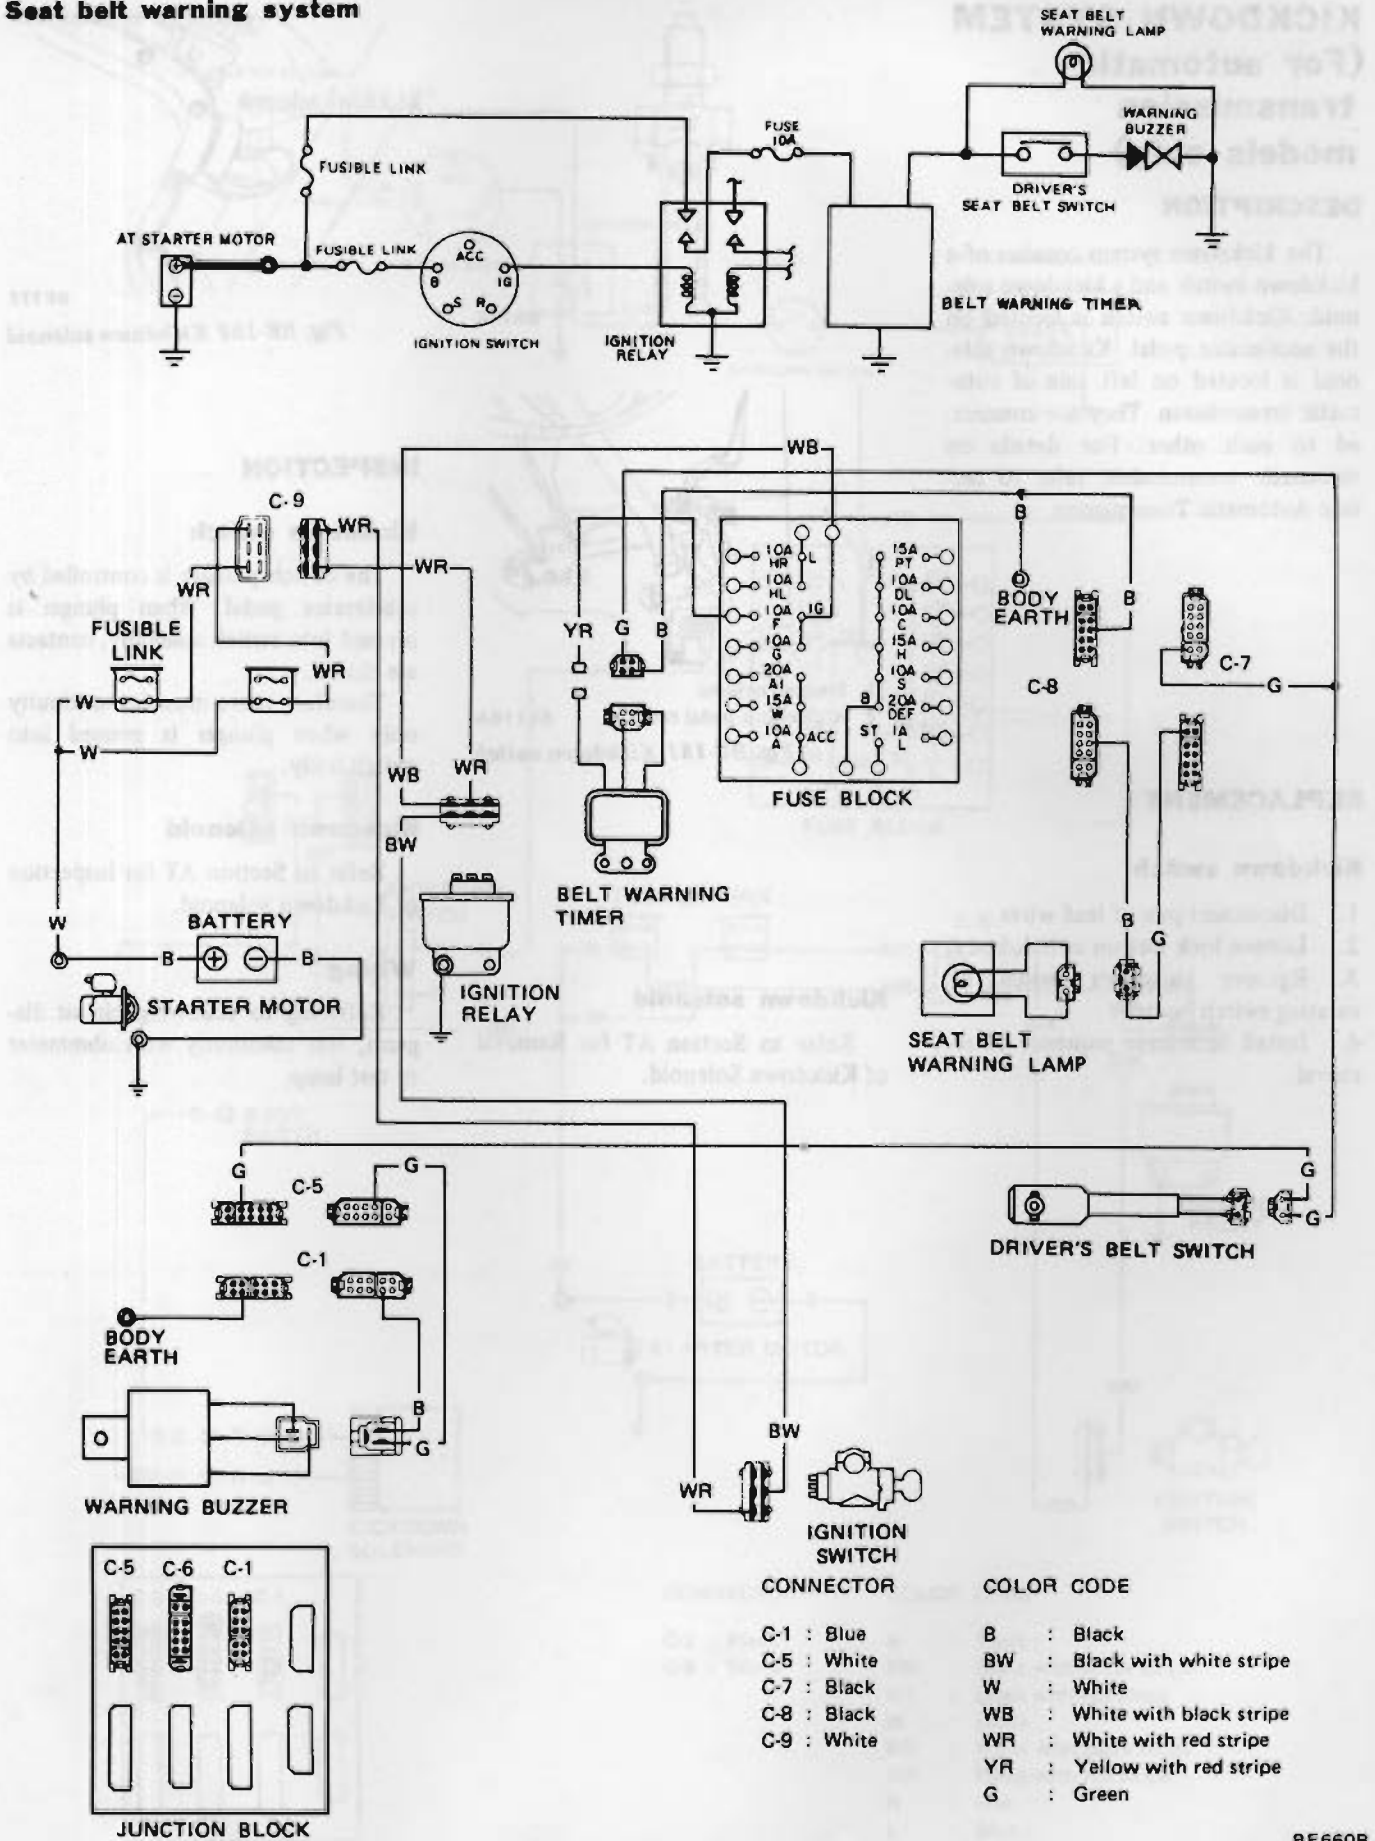 Seat belt warning system
SEAT BELT
WARNING LAMP
FUSE
10A
WARNING
BUZZER
FUSIBLE LINK
DRIVER'S
SEAT BELT SWITCH
AT STARTER MOTOR
FUSIBLE LINK
ACC
B
IG
S R
BELT WARNING TIMER
IGNITION SWITCH
IGNITION
RELAY
WB
C-9
WR
B
WR
WR
10A
HR
L
15A
PT
10A
HL
10A
DL
BODY
EARTH
B
FUSIBLE
LINK
YR
G
B
10A
F
IG
10A
C
10A
G
15A
H
WR
C-7
20A
A1
10A
S
C-8
G
W
15A
W
B
20A
DEF
10A
A
ACC
ST
1A
L
W
WB
WR
FUSE BLOCK
BW
BELT WARNING
TIMER
W
BATTERY
B
G
B
B
STARTER MOTOR
IGNITION
RELAY
SEAT BELT
WARNING LAMP
G
G
G
C-5
G
DRIVER'S BELT SWITCH
C-1
BODY
EARTH
B
G
BW
WARNING BUZZER
WR
IGNITION
SWITCH
C-5 C-6 C-1
JUNCTION BLOCK
CONNECTOR
C-1 : Blue
C-5 : White
C-7 : Black
C-8 : Black
C-9 : White
COLOR CODE
B : Black
BW : Black with white stripe
W : White
WB : White with black stripe
WR : White with red stripe
YR : Yellow with red stripe
G : Green
BE660B